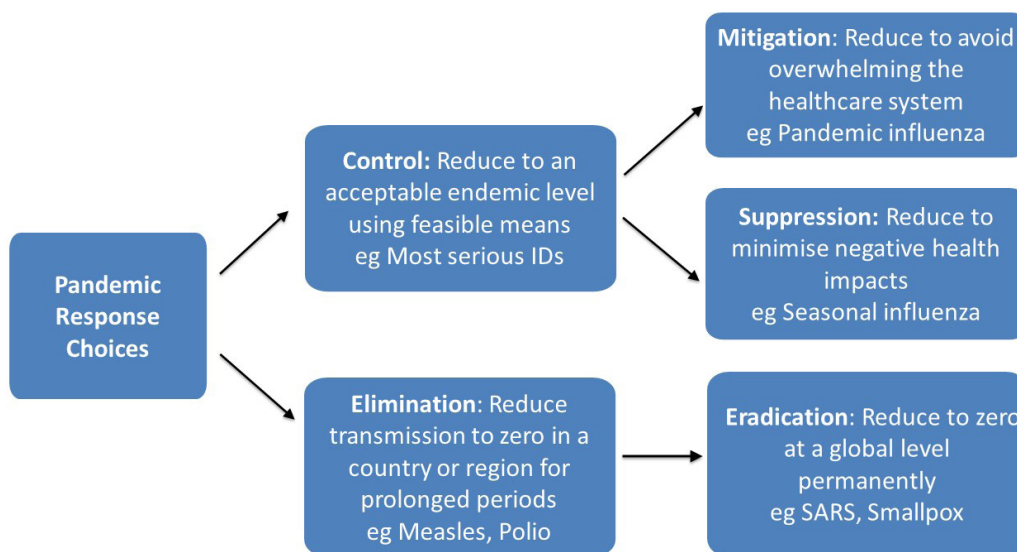 Pandemic
Response
Choices
Control: Reduce to an
acceptable endemic level
using feasible means
eg Most serious IDs
Elimination: Reduce
transmission to zero in a
country or region for
prolonged periods
eg Measles, Polio
Mitigation: Reduce to avoid
overwhelming the
healthcare system
eg Pandemic influenza
Suppression: Reduce to
minimise negative health
impacts
eg Seasonal influenza
Eradication: Reduce to zero
at a global level
permanently
eg SARS, Smallpox